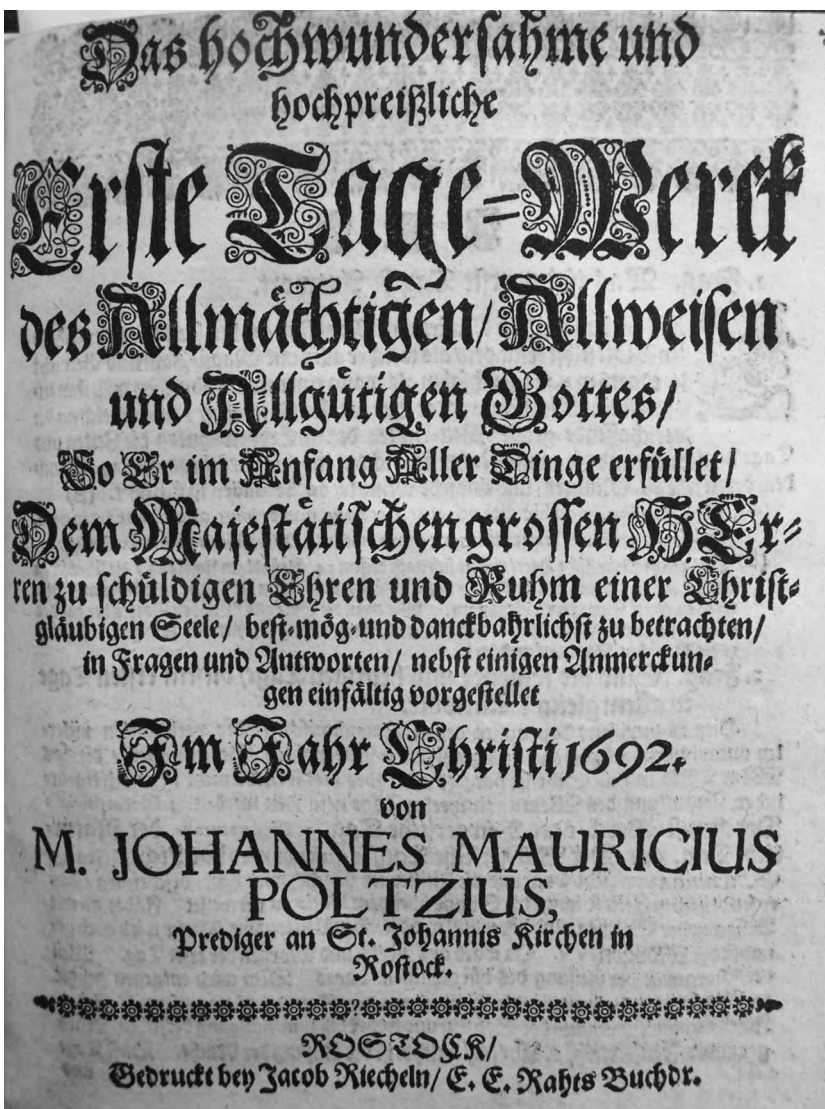 Das hochwundersahme und
hochpreißliche
Erste Tage-Werck
des Allmächtigen/ Allweisen
und Allgütigen Gottes/
So Er im Anfang Aller Dinge erfüllet/
Dem Majestätischen grossen HEr-
ren zu schüldigen Ehren und Ruhm einer Christ-
gläubigen Seele/ best-mög-und danckbahrlichst zu betrachten/
in Fragen und Antworten/ nebst einigen Anmerckun-
gen einfältig vorgestellet
Im Jahr Christi 1692.
von
M. JOHANNES MAURICIUS
POLTZIUS,
Prediger an St. Johannis Kirchen in
Rostock.
ROSTOCK/
Gedruckt bey Jacob Riecheln/ E. E. Rahts Buchdr.